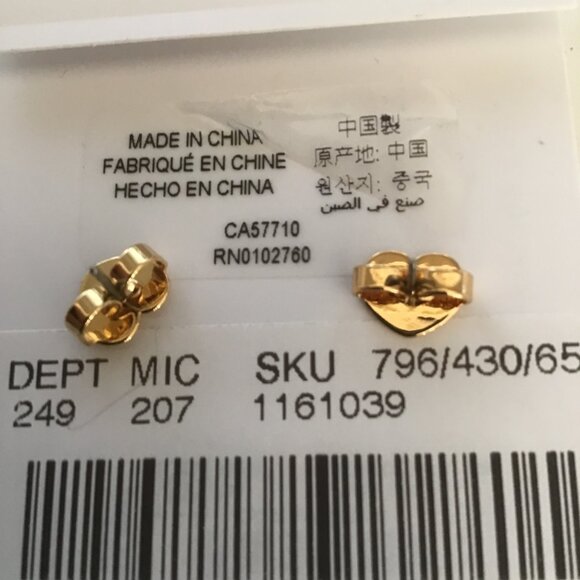 MADE IN CHINA
FABRIQUÉ EN CHINE
HECHO EN CHINA
中国製
原产地: 中国
원산지: 중국
صنع في الصين
CA57710
RN0102760
DEPT MIC SKU 796/430/65
249 207 1161039